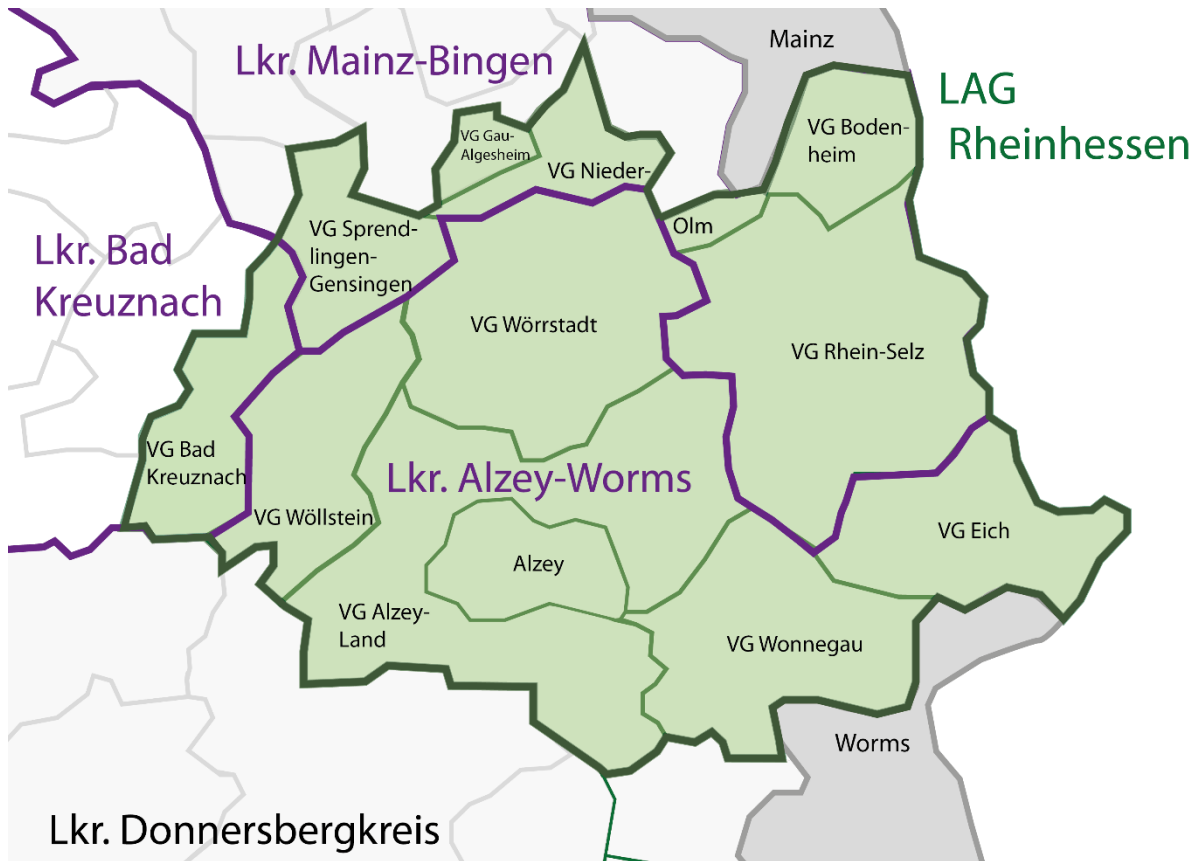 Mainz
Lkr. Mainz-Bingen
LAG
Rheinhessen
VG Gau-
Algesheim
VG Boden-
heim
VG Nieder-
Olm
VG Sprend-
lingen-
Gensingen
Lkr. Bad
Kreuznach
VG Wörrstadt
VG Rhein-Selz
VG Bad
Kreuznach
Lkr. Alzey-Worms
VG Wöllstein
VG Eich
Alzey
VG Alzey-
Land
VG Wonnegau
Worms
Lkr. Donnersbergkreis